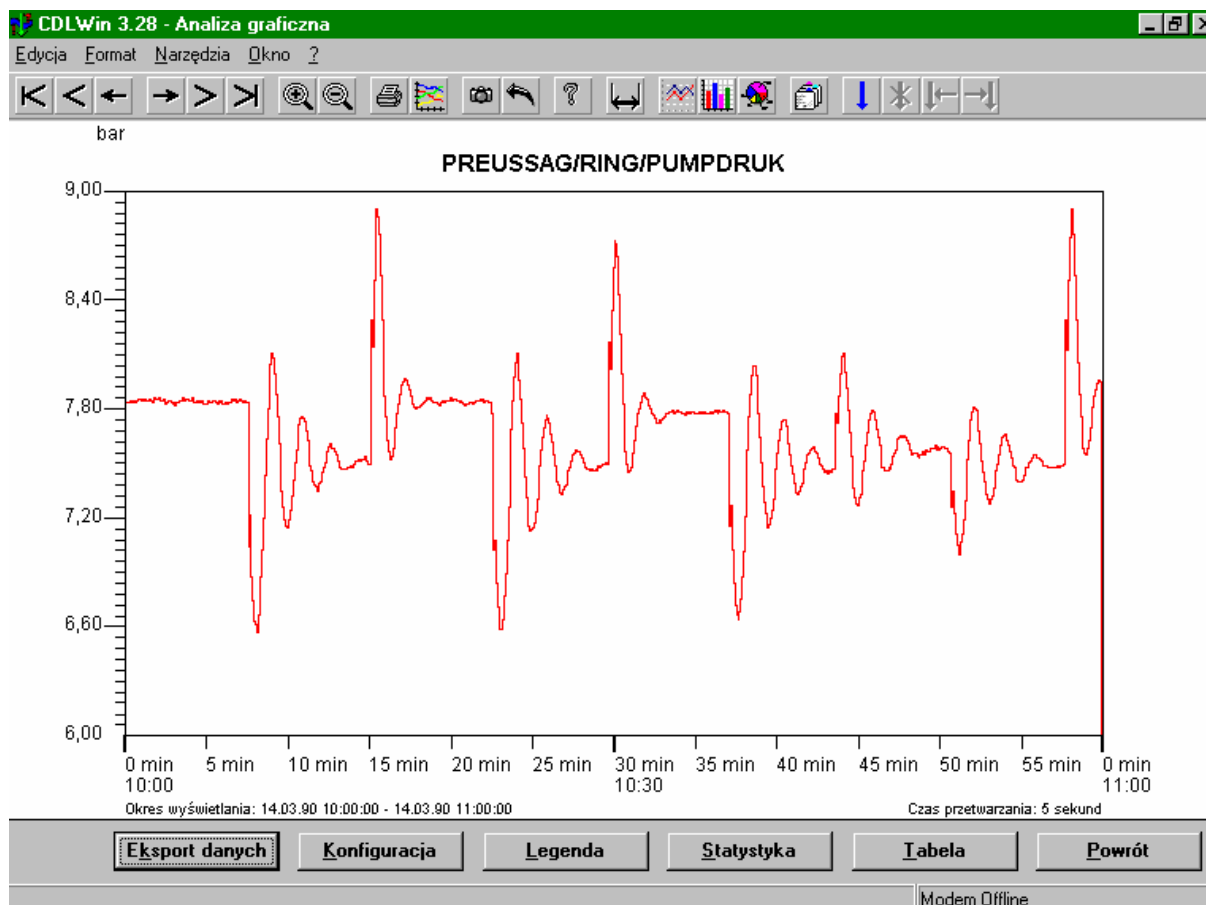 CDLWin 3.28 - Analiza graficzna
Edycja Format Narzędzia Okno ?
bar
PREUSSAG/RING/PUMPDRUK
9,00
8,40
7,80
7,20
6,60
6,00
0 min 5 min 10 min 15 min 20 min 25 min 30 min 35 min 40 min 45 min 50 min 55 min 0 min
10:00 10:30 11:00
Okres wyświetlania: 14.03.90 10:00:00 - 14.03.90 11:00:00 Czas przetwarzania: 5 sekund
Eksport danych Konfiguracja Legenda Statystyka Tabela Powrót
Modem Offline